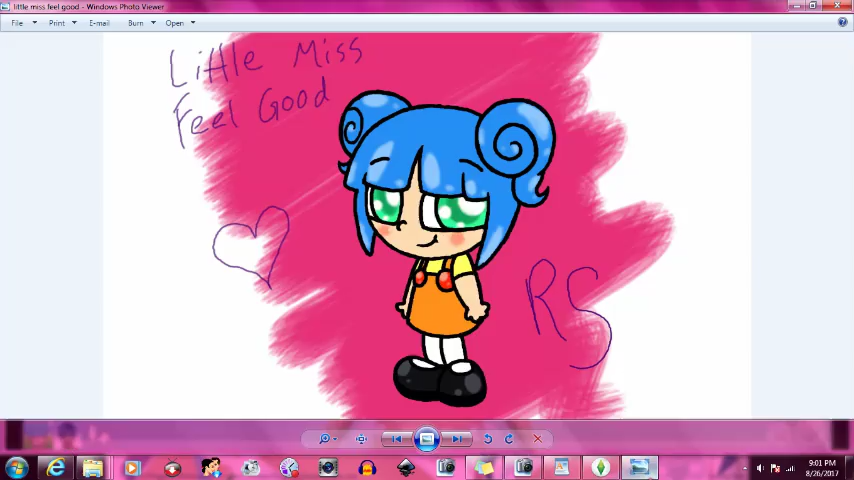 little miss feel good - Windows Photo Viewer
File Print E-mail Burn Open
Little Miss
Feel Good
RS
9:01 PM
8/26/2017